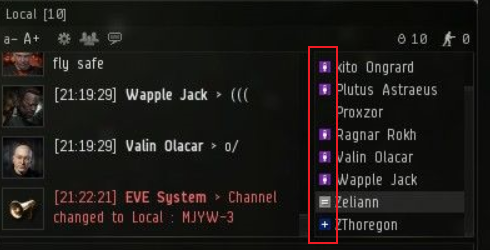 Local [10]
a- A+
10
0
fly safe
[21:19:29] Wapple Jack > (((
[21:19:29] Valin Olacar > o/
[21:22:21] EVE System > Channel
changed to Local : MJYW-3
xito Ongrard
Plutus Astraeus
Proxzor
Ragnar Rokh
Valin Olacar
Wapple Jack
Zeliann
ZThoregon